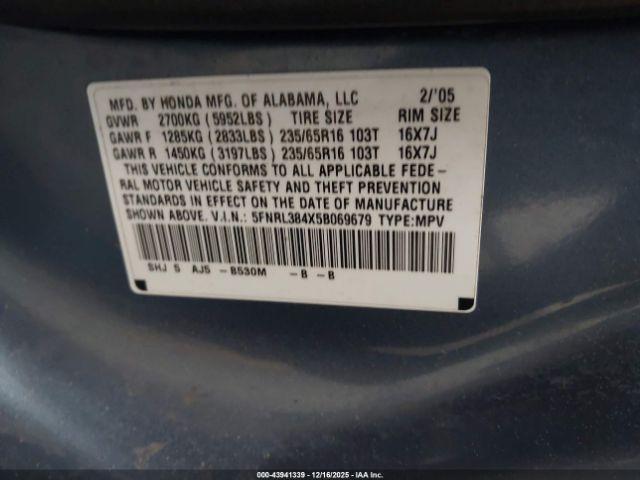 MFD. BY HONDA MFG. OF ALABAMA, LLC 2/'05
GVWR 2700KG (5952LBS) TIRE SIZE RIM SIZE
GAWR F 1285KG (2833LBS) 235/65R16 103T 16X7J
GAWR R 1450KG (3197LBS) 235/65R16 103T 16X7J
THIS VEHICLE CONFORMS TO ALL APPLICABLE FEDE-
RAL MOTOR VEHICLE SAFETY AND THEFT PREVENTION
STANDARDS IN EFFECT ON THE DATE OF MANUFACTURE
SHOWN ABOVE. V.I.N.: 5FNRL384X5B069679 TYPE:MPV
SHJ 5 AJ5 -B530M -B -B
Stock #: 43941339 | 12/16/2025 | IAA Inc.